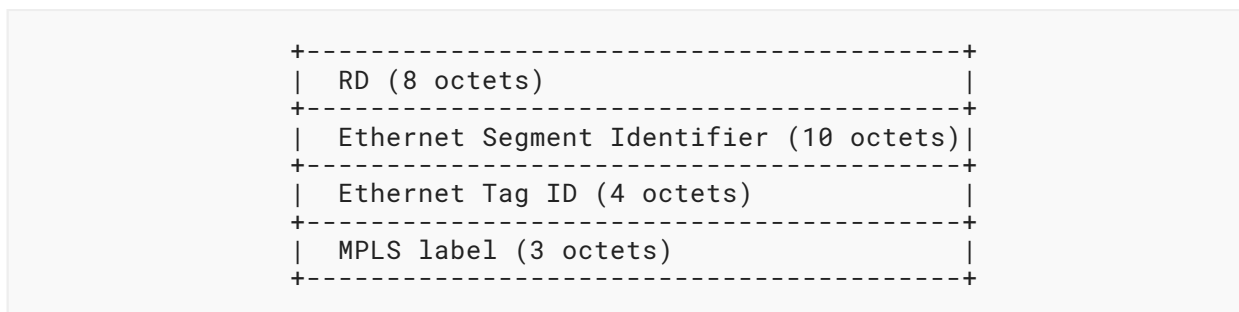 +-----------------------------------------+
|  RD (8 octets)                          |
+-----------------------------------------+
|  Ethernet Segment Identifier (10 octets)|
+-----------------------------------------+
|  Ethernet Tag ID (4 octets)             |
+-----------------------------------------+
|  MPLS label (3 octets)                  |
+-----------------------------------------+